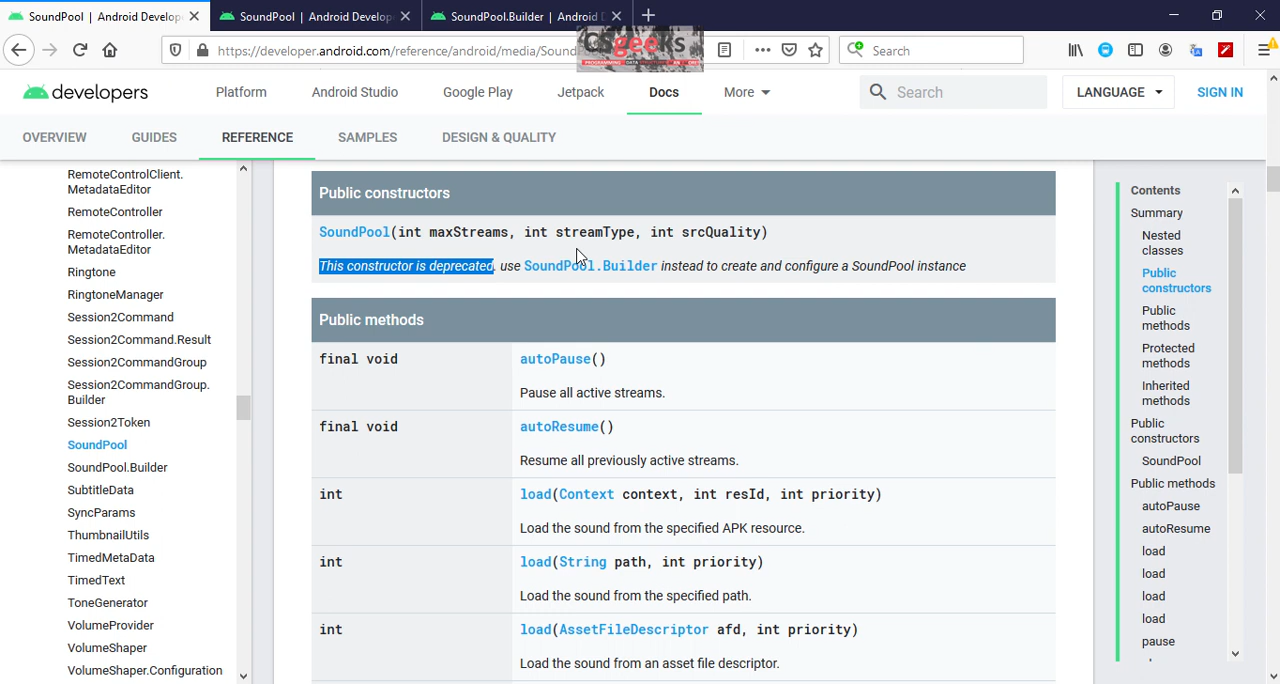 SoundPool | Android Develope
SoundPool | Android Develop
SoundPool.Builder | Android D
https://developer.android.com/reference/android/media/Sound
CSgeeks
Search
developers
Platform
Android Studio
Google Play
Jetpack
Docs
More
Search
LANGUAGE
SIGN IN
OVERVIEW
GUIDES
REFERENCE
SAMPLES
DESIGN & QUALITY
RemoteControlClient.
MetadataEditor
RemoteController
RemoteController.
MetadataEditor
Ringtone
RingtoneManager
Session2Command
Session2Command.Result
Session2CommandGroup
Session2CommandGroup.
Builder
Session2Token
SoundPool
SoundPool.Builder
SubtitleData
SyncParams
ThumbnailUtils
TimedMetaData
TimedText
ToneGenerator
VolumeProvider
VolumeShaper
VolumeShaper.Configuration
Public constructors
SoundPool(int maxStreams, int streamType, int srcQuality)
This constructor is deprecated. use SoundPool.Builder instead to create and configure a SoundPool instance
Public methods
final void
autoPause()
Pause all active streams.
final void
autoResume()
Resume all previously active streams.
int
load(Context context, int resId, int priority)
Load the sound from the specified APK resource.
int
load(String path, int priority)
Load the sound from the specified path.
int
load(AssetFileDescriptor afd, int priority)
Load the sound from an asset file descriptor.
Contents
Summary
Nested
classes
Public
constructors
Public
methods
Protected
methods
Inherited
methods
Public
constructors
SoundPool
Public methods
autoPause
autoResume
load
load
load
load
pause